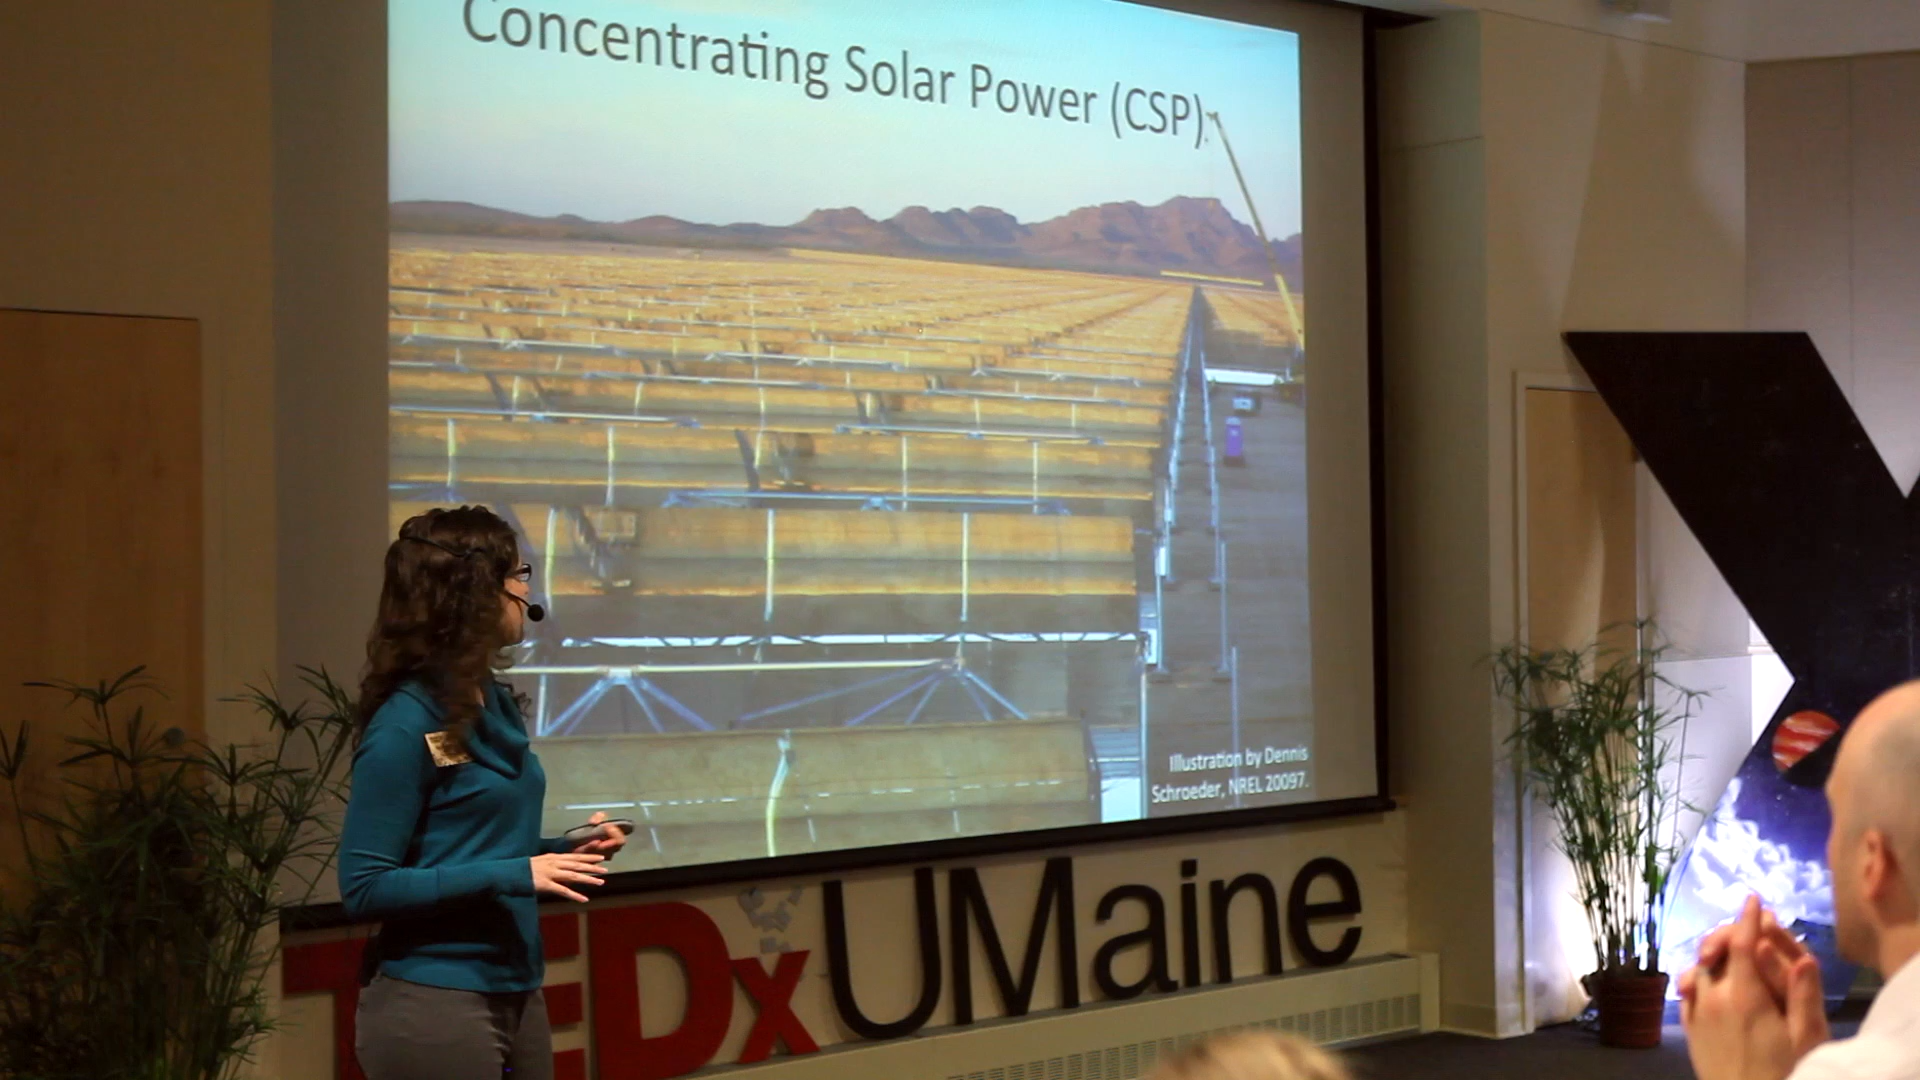 Concentrating Solar Power (CSP)
Illustration by Dennis
Schroeder, NREL 20097.
TEDxUMaine